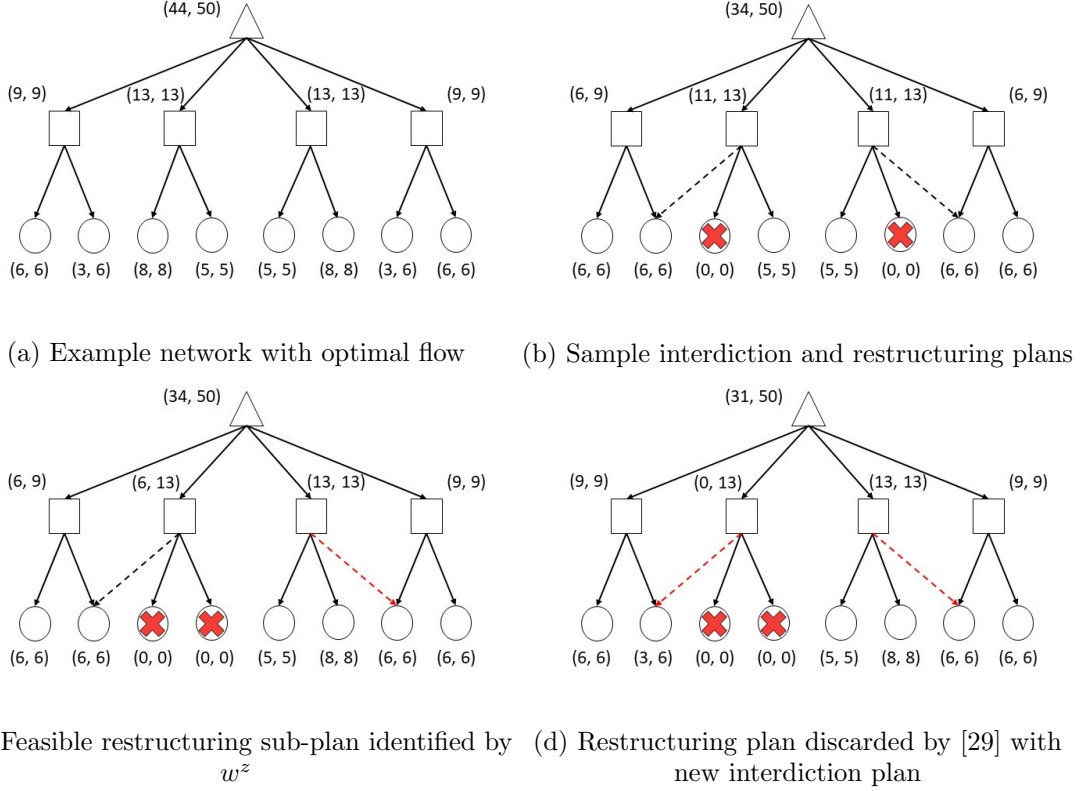 (44, 50)
(9, 9) (13, 13) (13, 13) (9, 9)
(6, 6) (3, 6) (8, 8) (5, 5) (5, 5) (8, 8) (3, 6) (6, 6)
(a) Example network with optimal flow
(34, 50)
(6, 9) (11, 13) (11, 13) (6, 9)
(6, 6) (6, 6) (0, 0) (5, 5) (5, 5) (0, 0) (6, 6) (6, 6)
(b) Sample interdiction and restructuring plans
(34, 50)
(6, 9) (6, 13) (13, 13) (9, 9)
(6, 6) (6, 6) (0, 0) (0, 0) (5, 5) (8, 8) (6, 6) (6, 6)
Feasible restructuring sub-plan identified by
w^z
(31, 50)
(9, 9) (0, 13) (13, 13) (9, 9)
(6, 6) (3, 6) (0, 0) (0, 0) (5, 5) (8, 8) (6, 6) (6, 6)
(d) Restructuring plan discarded by [29] with
new interdiction plan